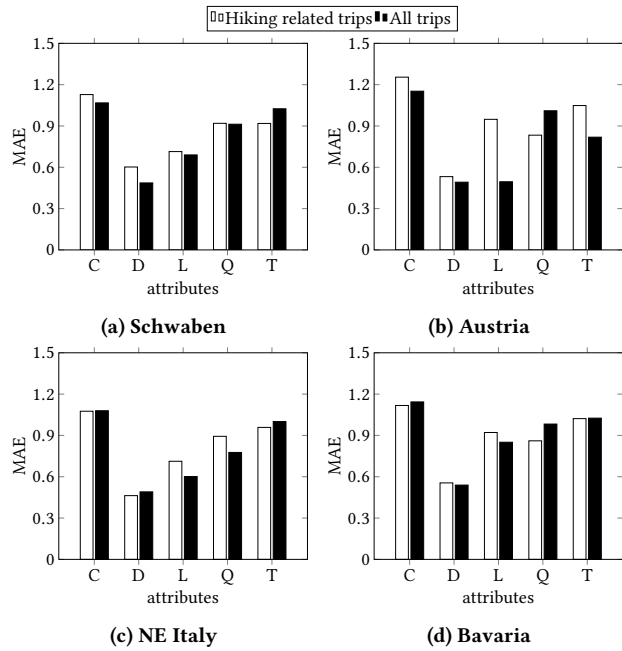 Hiking related trips All trips
1.5
1.2
0.9
0.6
0.3
0
MAE
C D L Q T
attributes
(a) Schwaben
1.5
1.2
0.9
0.6
0.3
0
MAE
C D L Q T
attributes
(b) Austria
1.5
1.2
0.9
0.6
0.3
0
MAE
C D L Q T
attributes
(c) NE Italy
1.5
1.2
0.9
0.6
0.3
0
MAE
C D L Q T
attributes
(d) Bavaria